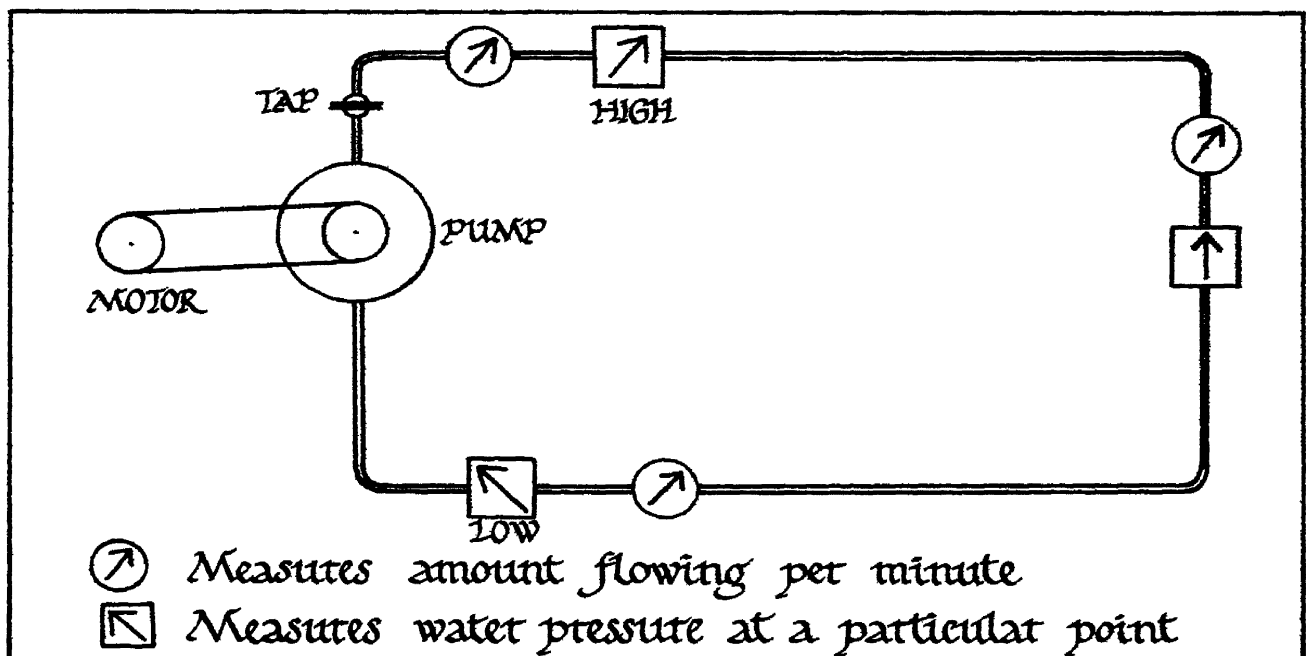 TAP
HIGH
PUMP
MOTOR
LOW
Measures amount flowing per minute
Measures water pressure at a particular point